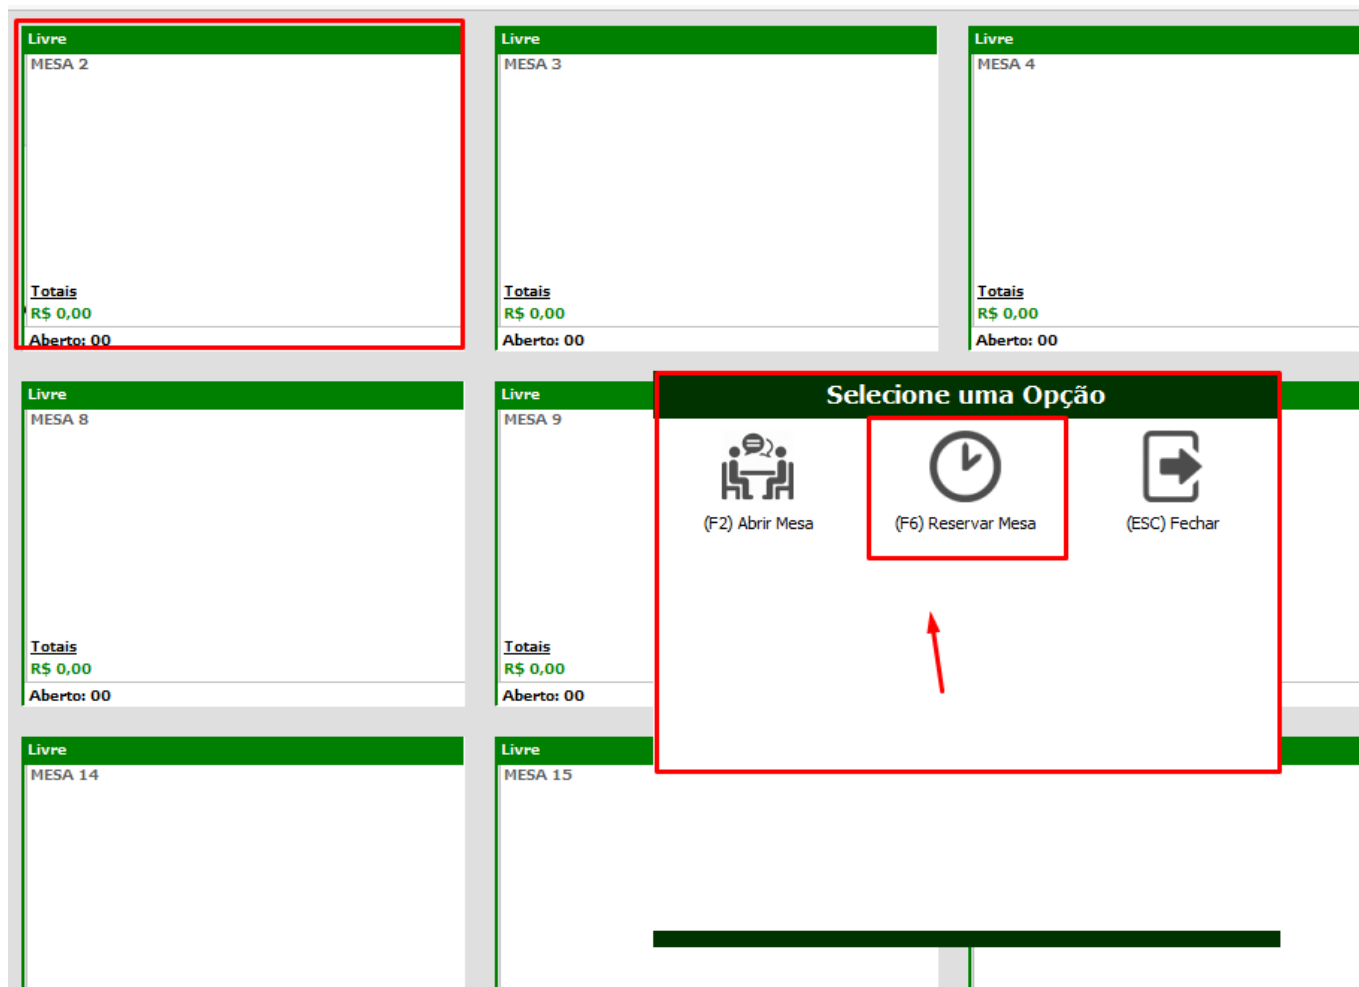 Livre
MESA 2
Totais
R$ 0,00
Aberto: 00
Livre
MESA 3
Totais
R$ 0,00
Aberto: 00
Livre
MESA 4
Totais
R$ 0,00
Aberto: 00
Livre
MESA 8
Totais
R$ 0,00
Aberto: 00
Livre
MESA 9
Totais
R$ 0,00
Aberto: 00
Selecione uma Opção
(F2) Abrir Mesa
(F6) Reservar Mesa
(ESC) Fechar
Livre
MESA 14
Livre
MESA 15